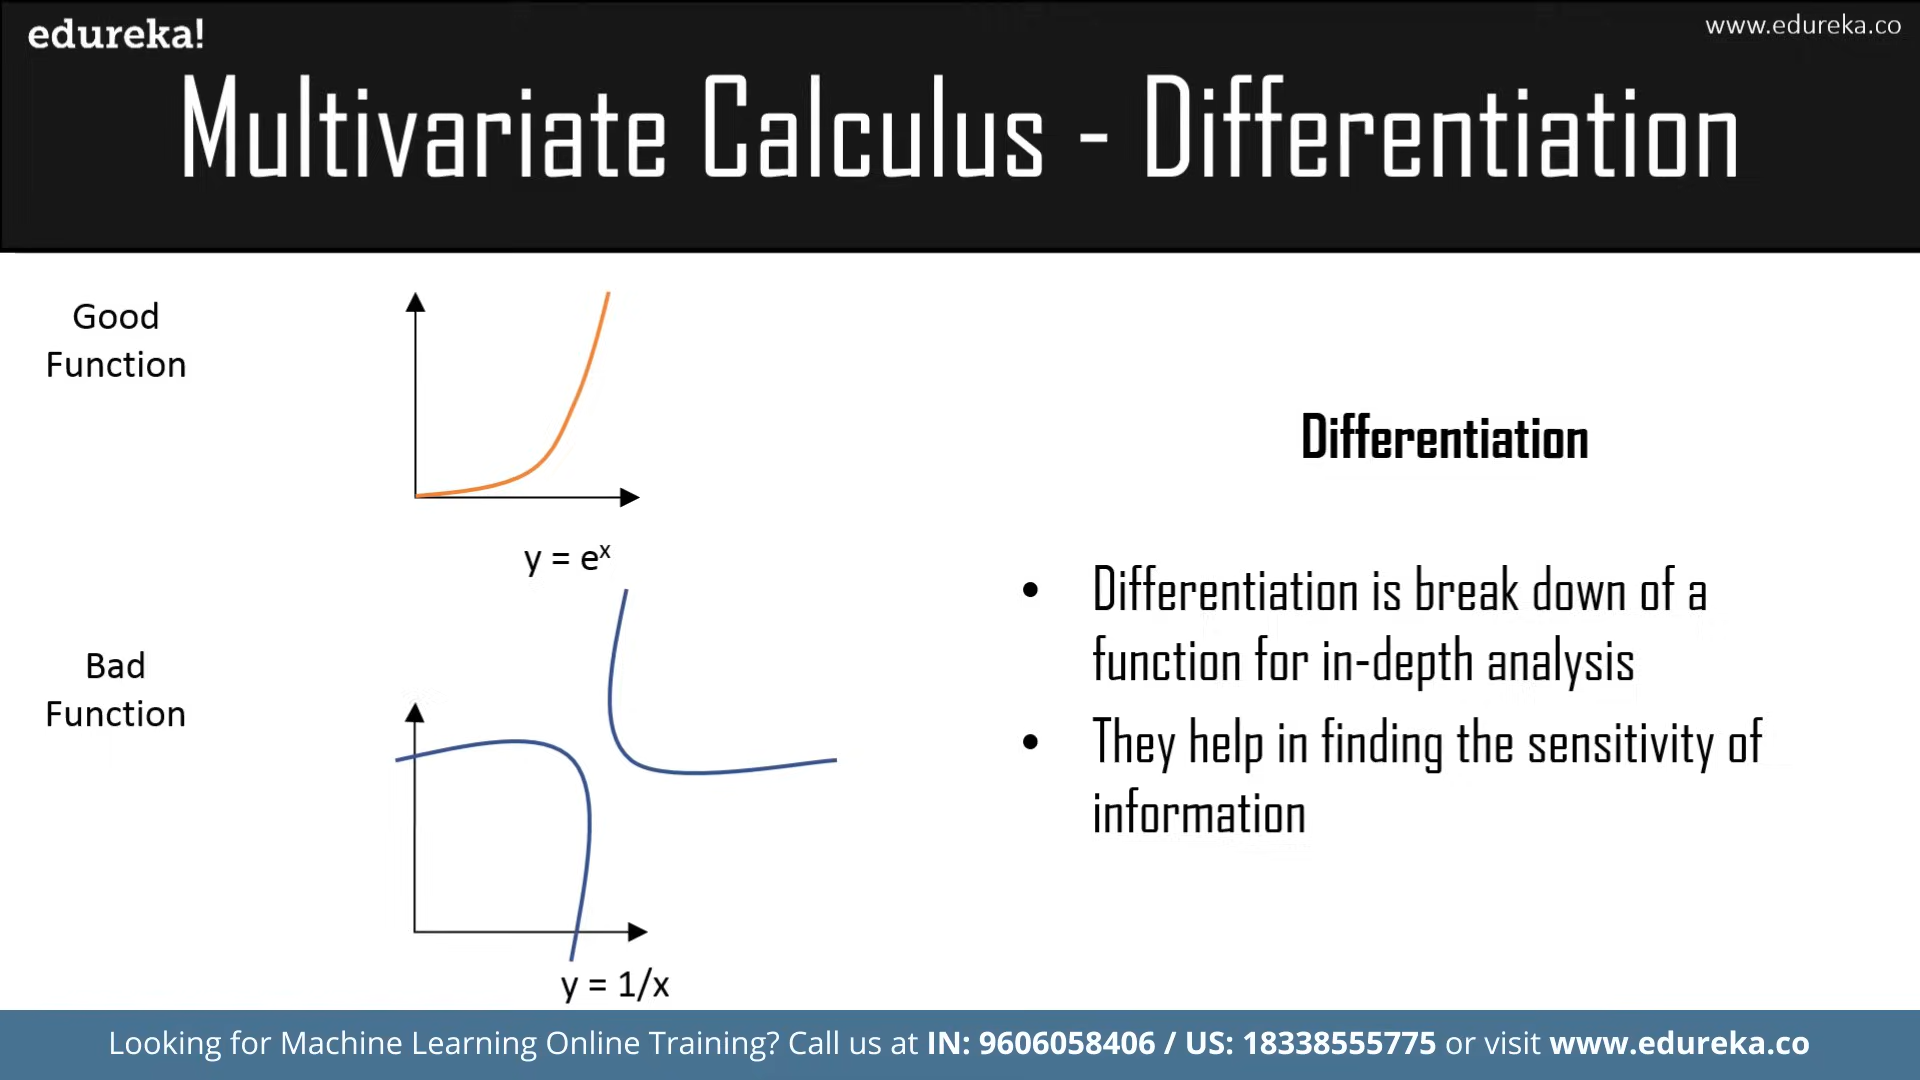 edureka!
www.edureka.co
Multivariate Calculus - Differentiation
Good
Function
y = eˣ
Bad
Function
y = 1/x
Differentiation
• Differentiation is break down of a
function for in-depth analysis
• They help in finding the sensitivity of
information
Looking for Machine Learning Online Training? Call us at IN: 9606058406 / US: 18338555775 or visit www.edureka.co